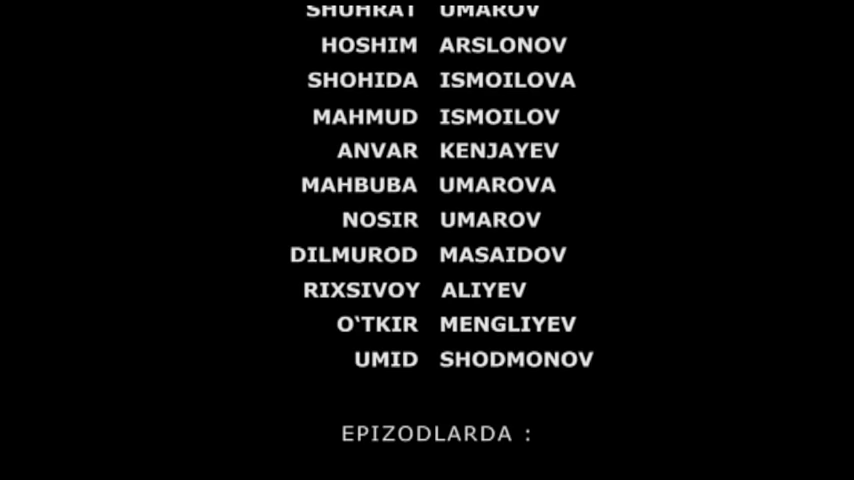 SHUHRAT UMAROV
HOSHIM ARSLONOV
SHOHIDA ISMOILOVA
MAHMUD ISMOILOV
ANVAR KENJAYEV
MAHBUBA UMAROVA
NOSIR UMAROV
DILMUROD MASAIDOV
RIXSIVOY ALIYEV
O‘TKIR MENGLIYEV
UMID SHODMONOV
EPIZODLARDA :